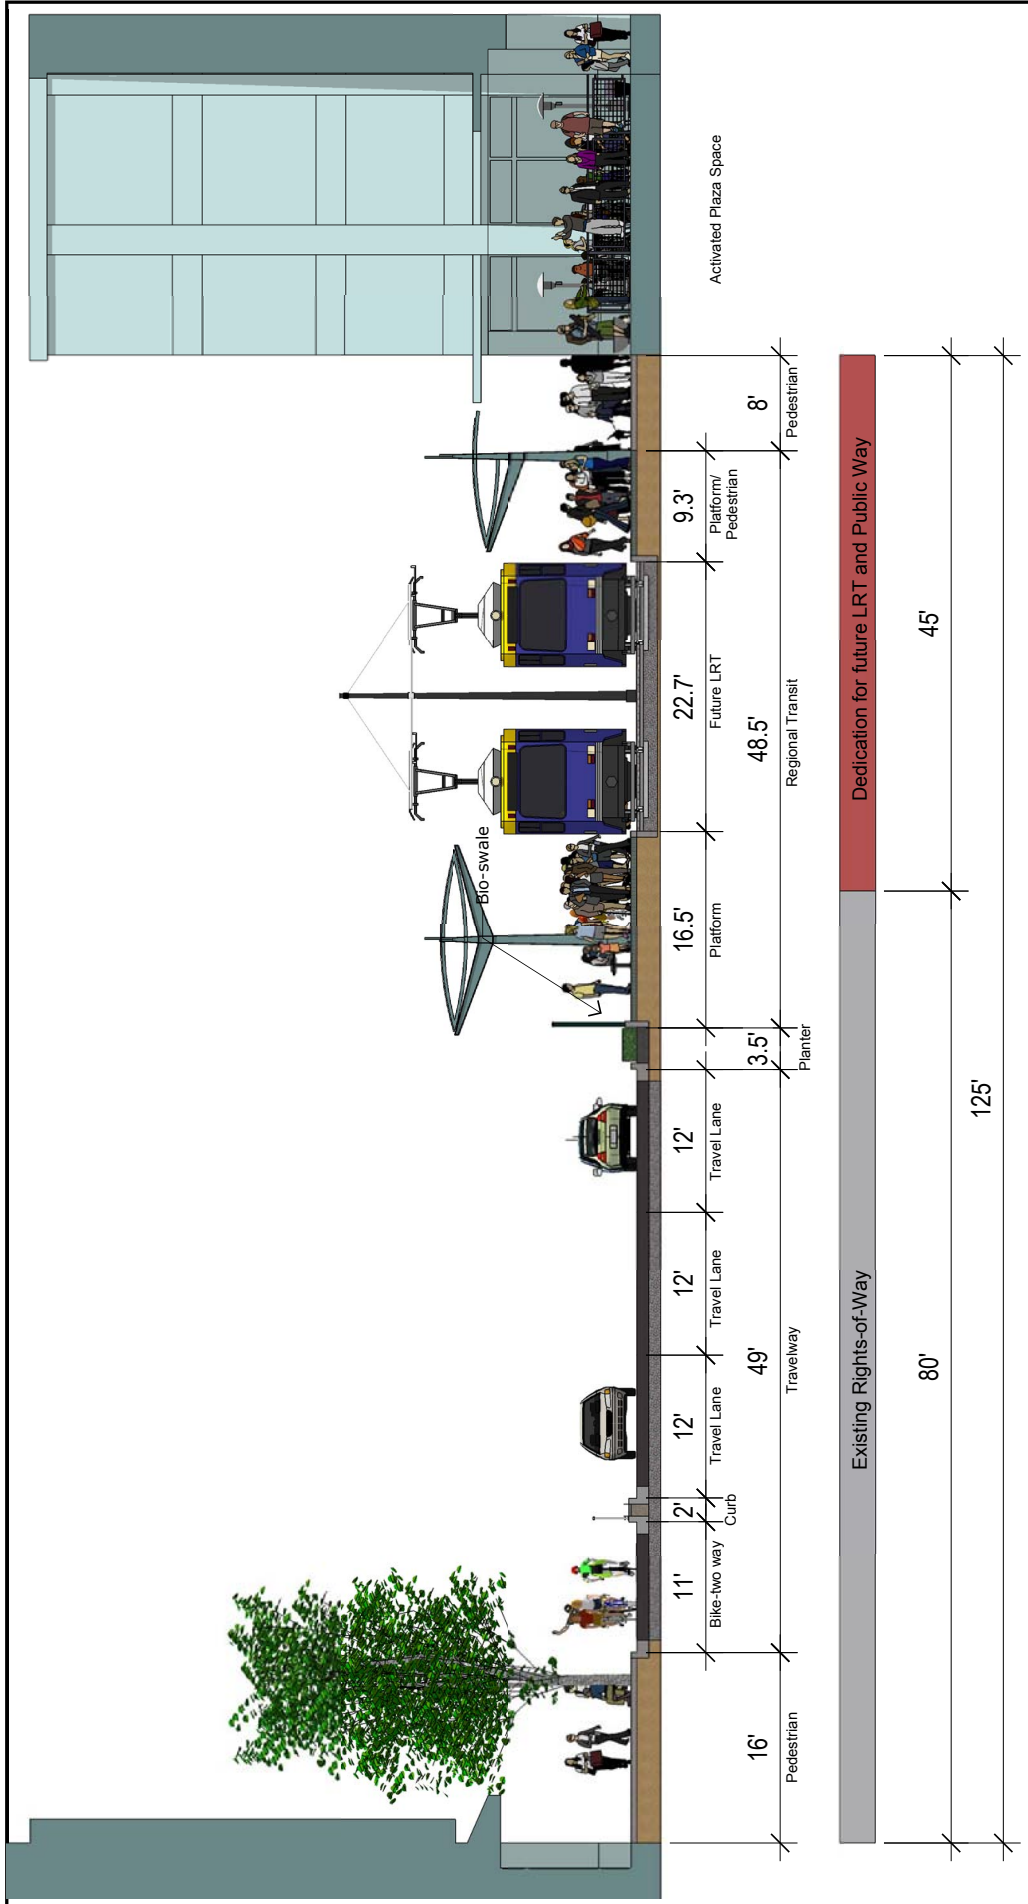 Bio-swale
11'
2'
12'
12'
12'
16.5'
22.7'
9.3'
Bike-two way
Curb
Travel Lane
Travel Lane
Travel Lane
Platform
Future LRT
Platform/
Pedestrian
Activated Plaza Space
16'
49'
3.5'
48.5'
8'
Pedestrian
Travelway
Planter
Regional Transit
Pedestrian
Existing Rights-of-Way
Dedication for future LRT and Public Way
80'
45'
125'